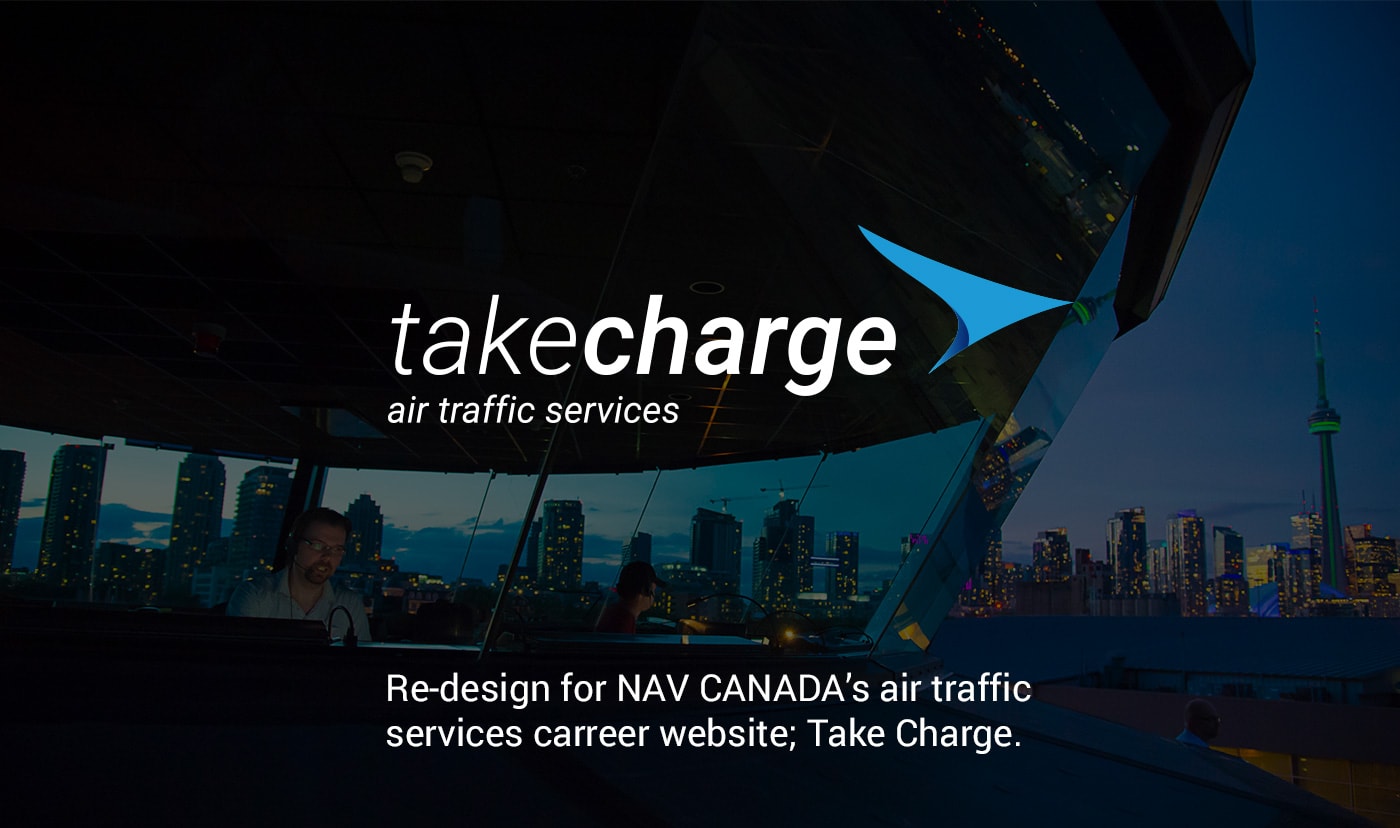 takecharge
air traffic services
Re-design for NAV CANADA’s air traffic
services carreer website; Take Charge.